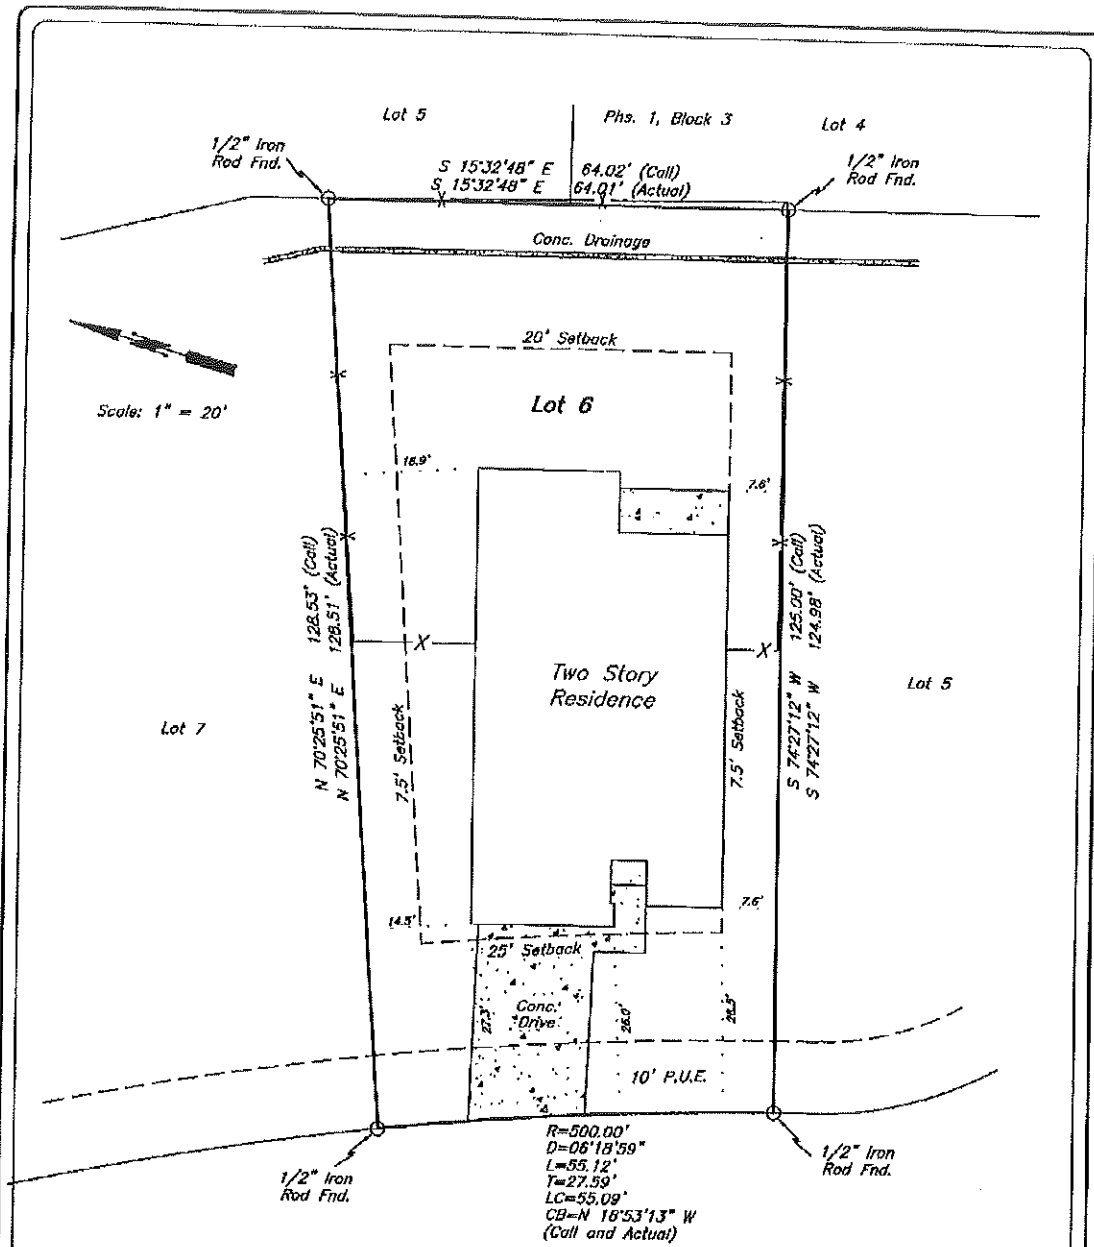 Lot 5
Phs. 1, Block 3
Lot 4
1/2" Iron
Rod Fnd.
1/2" Iron
Rod Fnd.
S 15°32'48" E 64.02' (Call)
S 15°32'48" E 64.01' (Actual)
Conc. Drainage
20' Setback
Scale: 1" = 20'
Lot 6
18.9'
7.6'
N 70°25'51" E 128.53' (Call)
N 70°25'51" E 128.51' (Actual)
X
X
S 74°27'12" W 125.00' (Call)
S 74°27'12" W 124.98' (Actual)
Two Story
Residence
Lot 5
Lot 7
7.5' Setback
7.5' Setback
14.5'
7.6'
25' Setback
Conc.
Drive
27.3'
26.0'
28.5'
10' P.U.E.
R=500.00'
D=06°18'59"
L=55.12'
T=27.59'
LC=55.09'
CB=N 18°53'13" W
(Call and Actual)
1/2" Iron
Rod Fnd.
1/2" Iron
Rod Fnd.